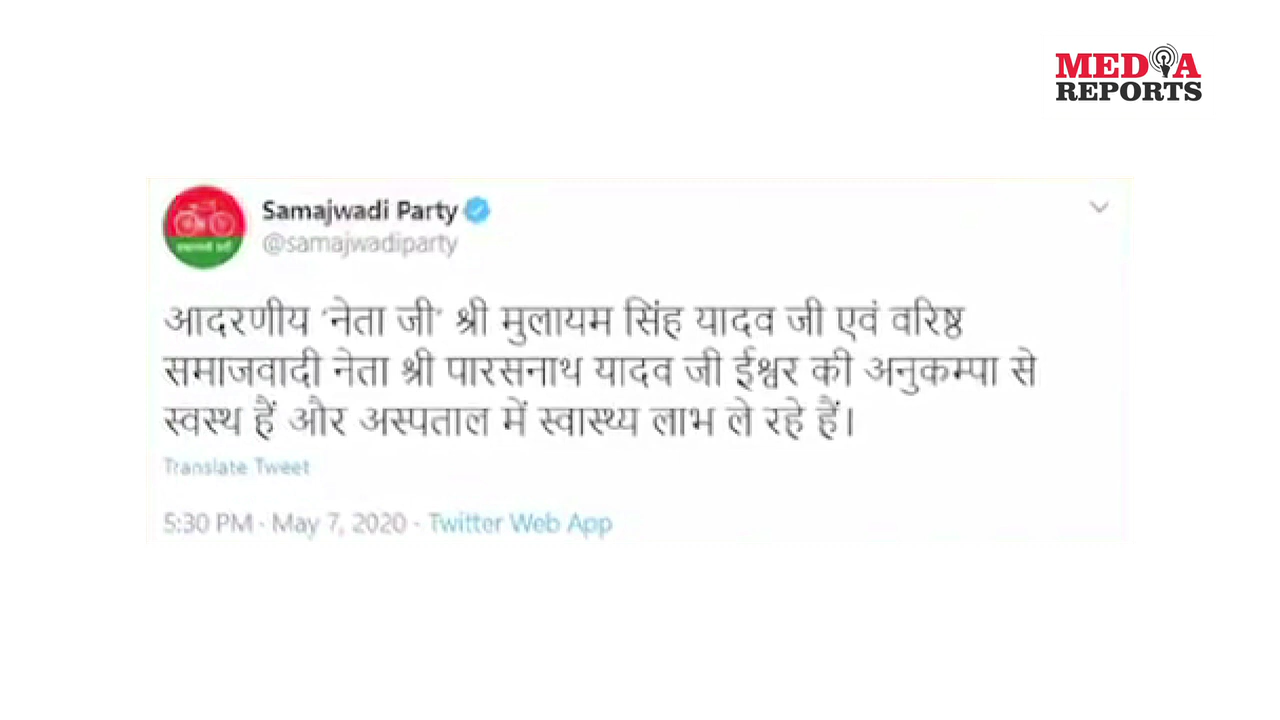 MEDIA
REPORTS
Samajwadi Party
@samajwadiparty
आदरणीय 'नेता जी' श्री मुलायम सिंह यादव जी एवं वरिष्ठ
समाजवादी नेता श्री पारसनाथ यादव जी ईश्वर की अनुकम्पा से
स्वस्थ हैं और अस्पताल में स्वास्थ्य लाभ ले रहे हैं।
Translate Tweet
5:30 PM · May 7, 2020 · Twitter Web App